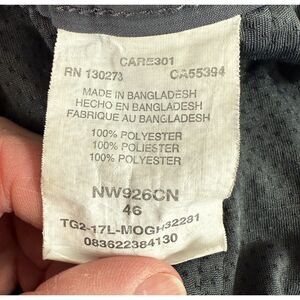 CARE301
RN 130273 CA55394
MADE IN BANGLADESH
HECHO EN BANGLADESH
FABRIQUE AU BANGLADESH
100% POLYESTER
100% POLIESTER
100% POLYESTER
NW926CN
46
TG2-17L-MOGH32281
083622384130